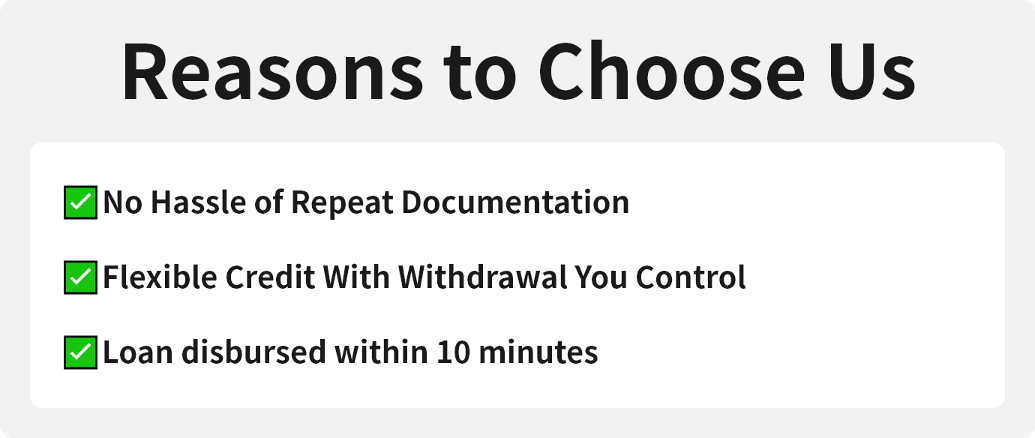 Reasons to Choose Us
No Hassle of Repeat Documentation
Flexible Credit With Withdrawal You Control
Loan disbursed within 10 minutes